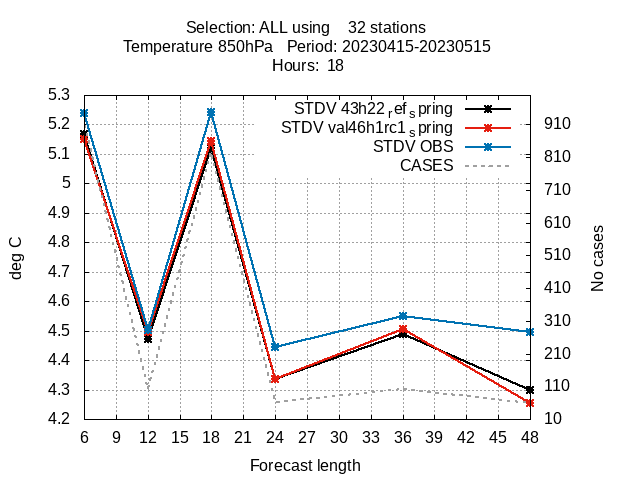 Selection: ALL using    32 stations
Temperature 850hPa   Period: 20230415-20230515
Hours:  18
STDV 43h22ref_spring
STDV val46h1rc1_spring
STDV OBS
CASES
5.3
5.2
5.1
5
4.9
4.8
4.7
4.6
4.5
4.4
4.3
4.2
deg C
910
810
710
610
510
410
310
210
110
10
No cases
6 9 12 15 18 21 24 27 30 33 36 39 42 45 48
Forecast length